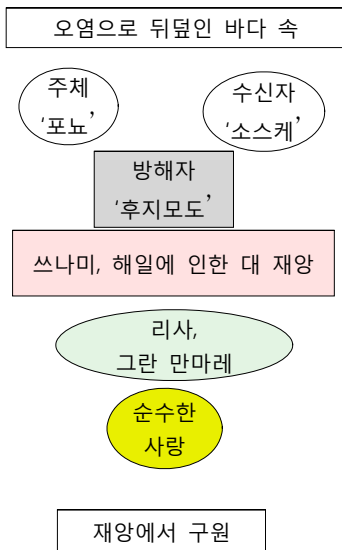 오염으로 뒤덮인 바다 속
주체
‘포뇨’
수신자
‘소스케’
방해자
‘후지모도’
쓰나미, 해일에 인한 대 재앙
리사,
그란 만마레
순수한
사랑
재앙에서 구원